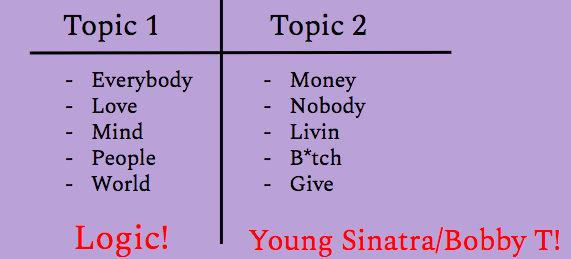 Topic 1
- Everybody
- Love
- Mind
- People
- World
Logic!
Topic 2
- Money
- Nobody
- Livin
- B*tch
- Give
Young Sinatra/Bobby T!